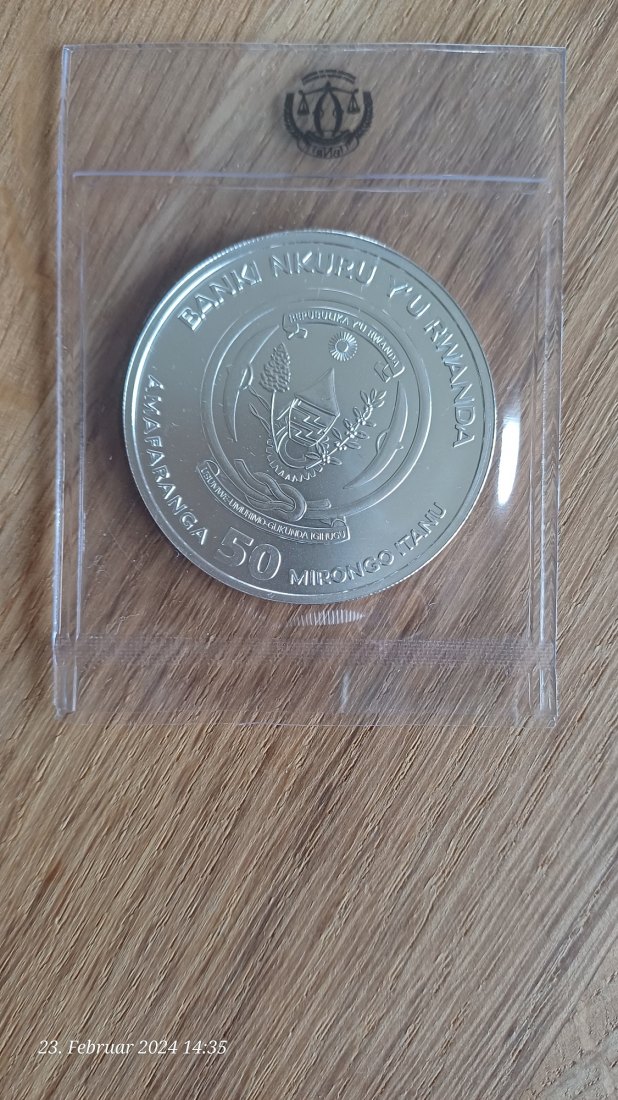 BANKI NKURU Y'U RWANDA
REPUBULIKA Y'U RWANDA
UBUMWE-UMURIMO-GUKUNDA IGIHUGU
AMAFARANGA 50 MIRONGO ITANU
23. Februar 2024 14:35